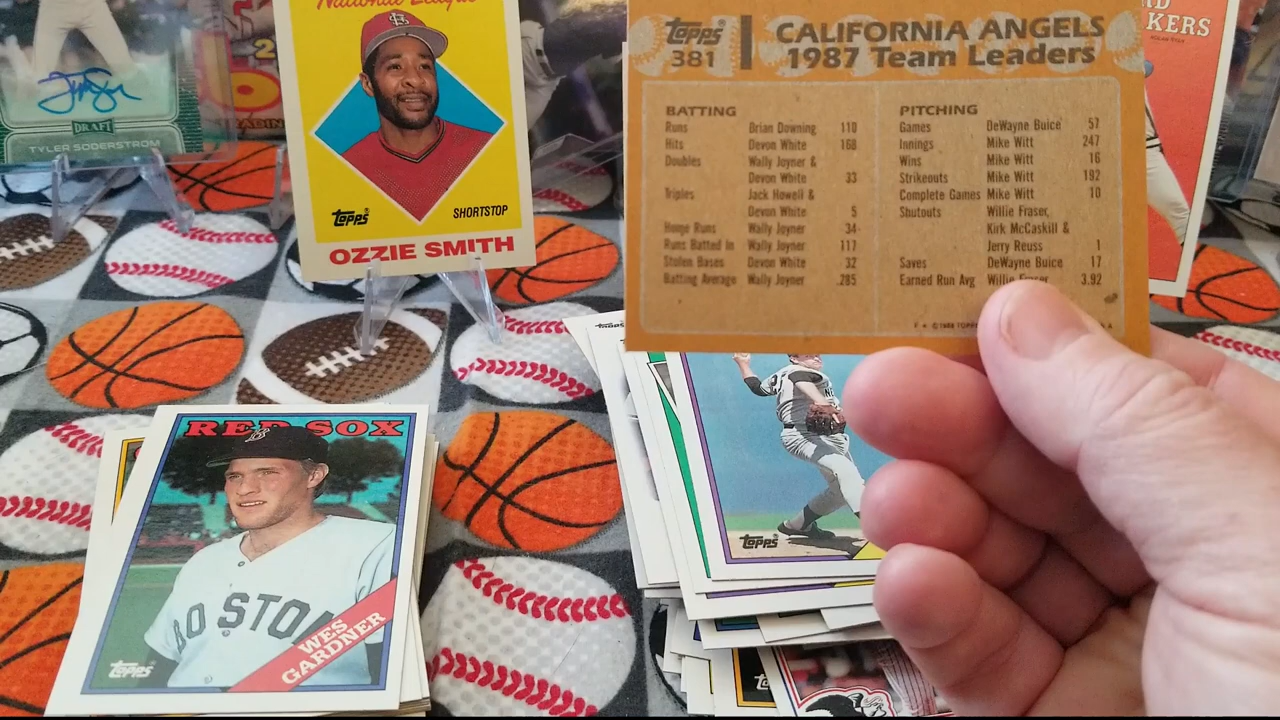 DRAFT
TYLER SODERSTROM
National League
Topps
SHORTSTOP
OZZIE SMITH
Topps
381
CALIFORNIA ANGELS
1987 Team Leaders
BATTING
Runs Brian Downing 110
Hits Devon White 168
Doubles Wally Joyner &
Devon White 33
Triples Jack Howell &
Devon White 5
Home Runs Wally Joyner 34
Runs Batted In Wally Joyner 117
Stolen Bases Devon White 32
Batting Average Wally Joyner .285
PITCHING
Games DeWayne Buice 57
Innings Mike Witt 247
Wins Mike Witt 16
Strikeouts Mike Witt 192
Complete Games Mike Witt 10
Shutouts Willie Fraser,
Kirk McCaskill &
Jerry Reuss 1
Saves DeWayne Buice 17
Earned Run Avg Willie Fraser 3.92
KERS
RED SOX
BOSTON
WES
GARDNER
Topps
Topps